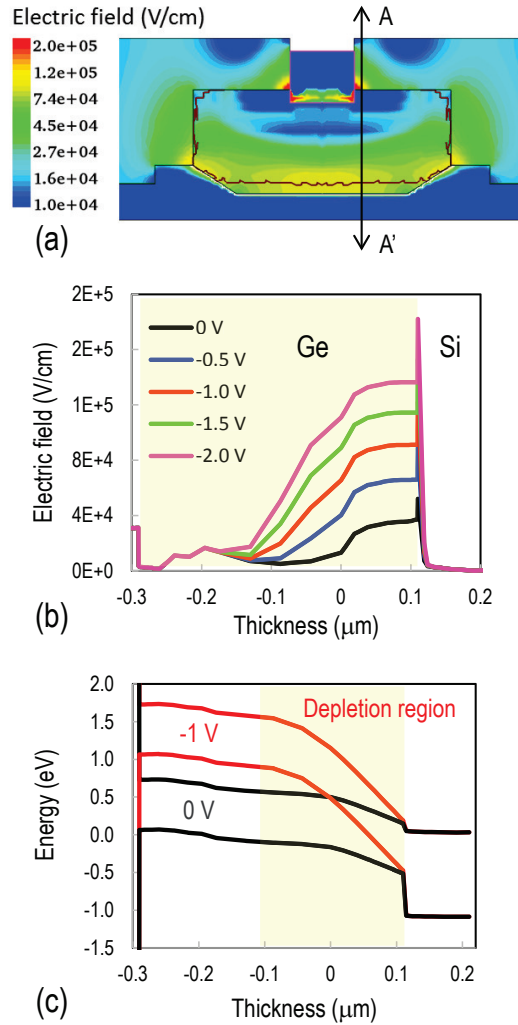 Electric field (V/cm)
A
2.0e+05
1.2e+05
7.4e+04
4.5e+04
2.7e+04
1.6e+04
1.0e+04
(a)
A'
2E+5
2E+5
1E+5
8E+4
4E+4
0E+0
Electric field (V/cm)
0 V
-0.5 V
-1.0 V
-1.5 V
-2.0 V
Ge
Si
-0.3 -0.2 -0.1 0 0.1 0.2
Thickness (μm)
(b)
2.0
1.5
1.0
0.5
0.0
-0.5
-1.0
-1.5
Energy (eV)
Depletion region
-1 V
0 V
-0.3 -0.2 -0.1 0 0.1 0.2
Thickness (μm)
(c)